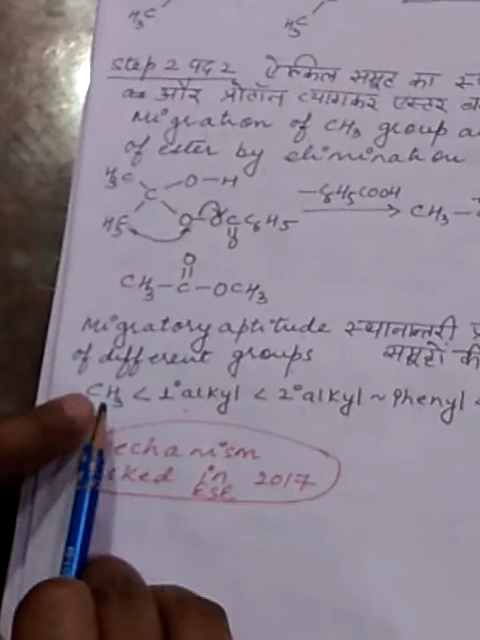 H3C
H3C
Step 2 पद 2 ऐल्किल समूह का
और प्रोटॉन त्यागकर एस्टर
Migration of CH3 group
of ester by elimination
H3C
C - O - H
H3C
O O C C6H5
O
- C6H5COOH
CH3 -
O
CH3 - C - OCH3
Migratory aptitude स्थानान्तरी
of different groups समूहों की
CH3 < 1° alkyl < 2° alkyl ~ Phenyl <
Mechanism
asked in 2017
ESE